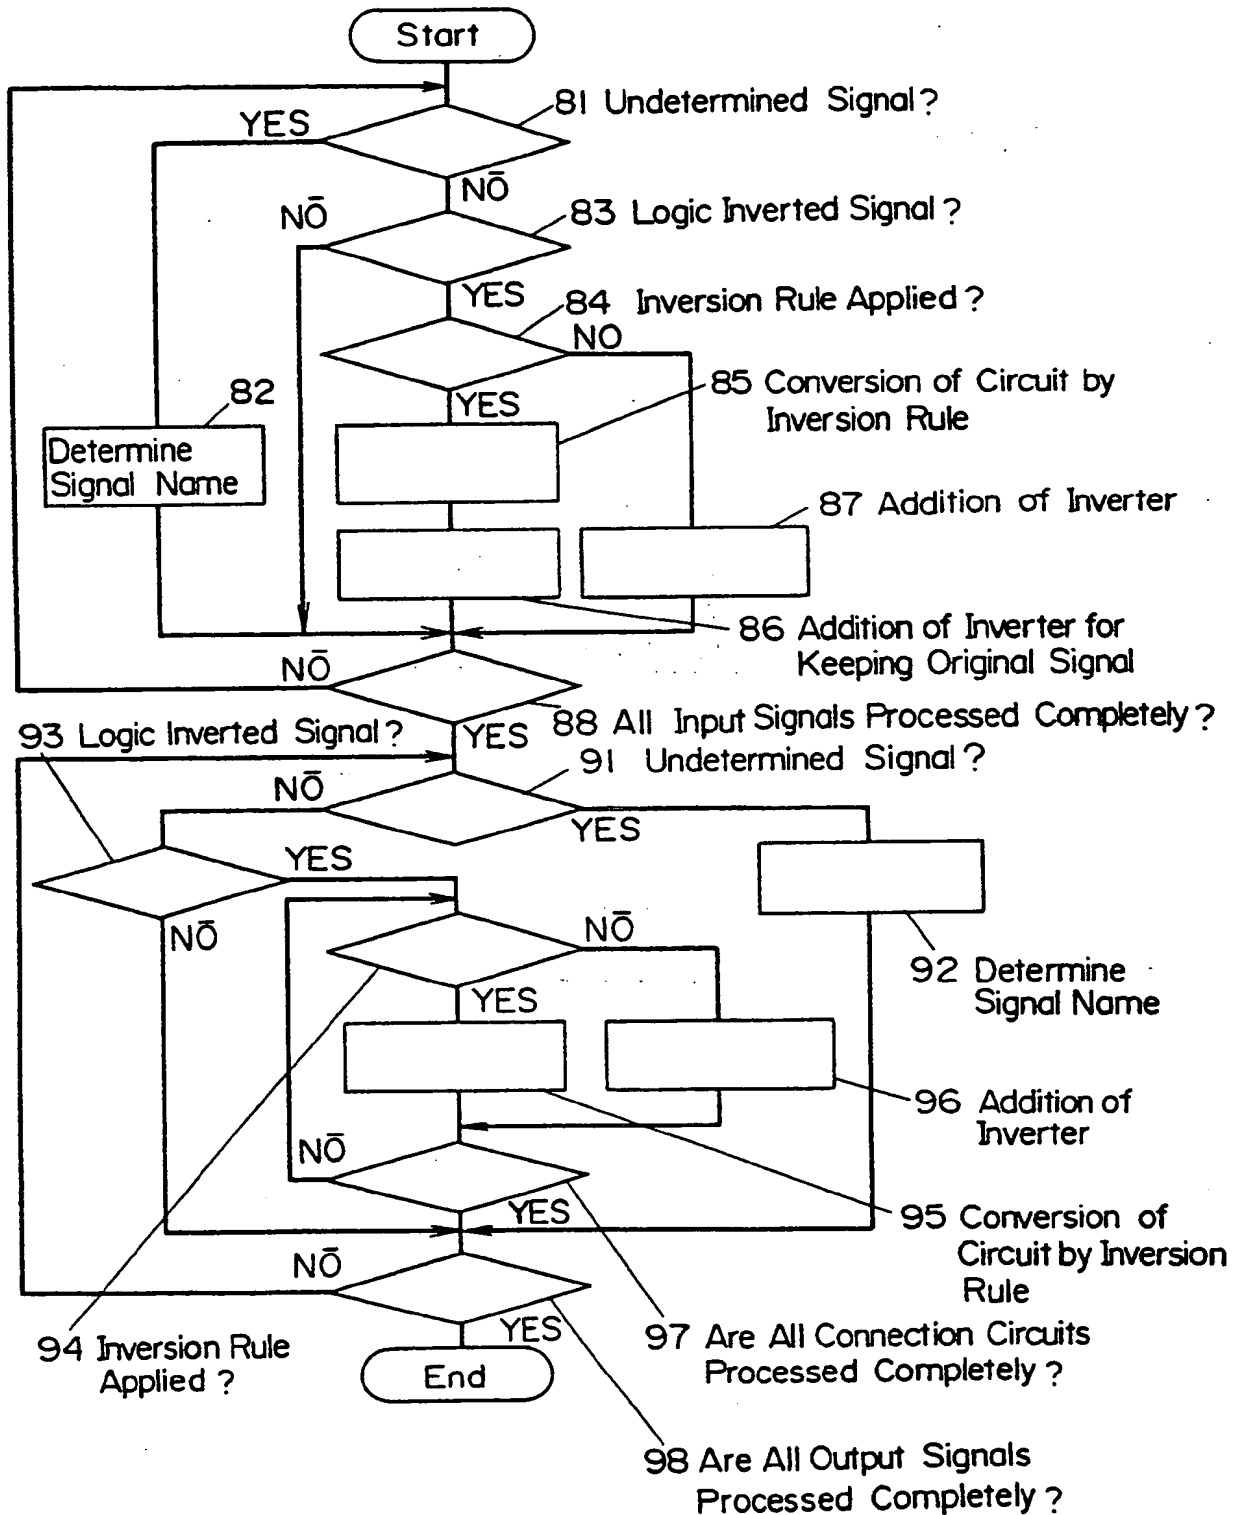 Start
81 Undetermined Signal?
YES
NŌ
NŌ
83 Logic Inverted Signal?
YES
84 Inversion Rule Applied?
NO
85 Conversion of Circuit by
Inversion Rule
YES
82
Determine
Signal Name
87 Addition of Inverter
86 Addition of Inverter for
Keeping Original Signal
NŌ
88 All Input Signals Processed Completely?
YES
93 Logic Inverted Signal?
91 Undetermined Signal?
NŌ
YES
YES
NŌ
NŌ
92 Determine
Signal Name
YES
96 Addition of
Inverter
NŌ
YES
95 Conversion of
Circuit by Inversion
Rule
NŌ
YES
94 Inversion Rule
Applied?
97 Are All Connection Circuits
Processed Completely?
End
98 Are All Output Signals
Processed Completely?